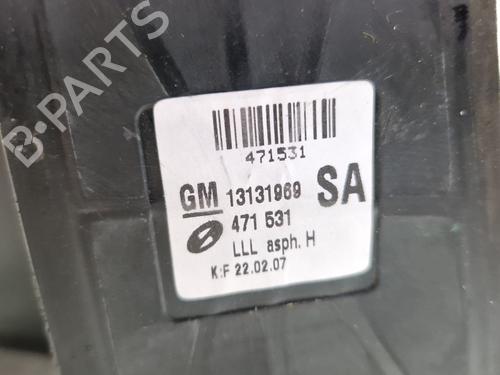 B-PARTS
471531
GM 13131969 SA
471 531
LLL asph. H
K:F 22.02.07